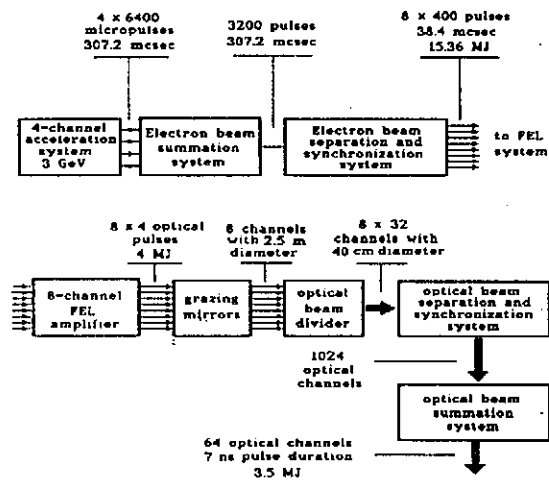 4 x 6400
micropulses
307.2 mcsec
3200 pulses
307.2 mcsec
8 x 400 pulses
38.4 mcsec
15.36 MJ
4-channel
acceleration
system
3 GeV
Electron beam
summation
system
Electron beam
separation and
synchronization
system
to FEL
system
8 x 4 optical
pulses
4 MJ
8 channels
with 2.5 m
diameter
8 x 32
channels with
40 cm diameter
8-channel
FEL
amplifier
grazing
mirrors
optical
beam
divider
optical beam
separation and
synchronization
system
1024
optical
channels
optical beam
summation
system
64 optical channels
7 ns pulse duration
3.5 MJ